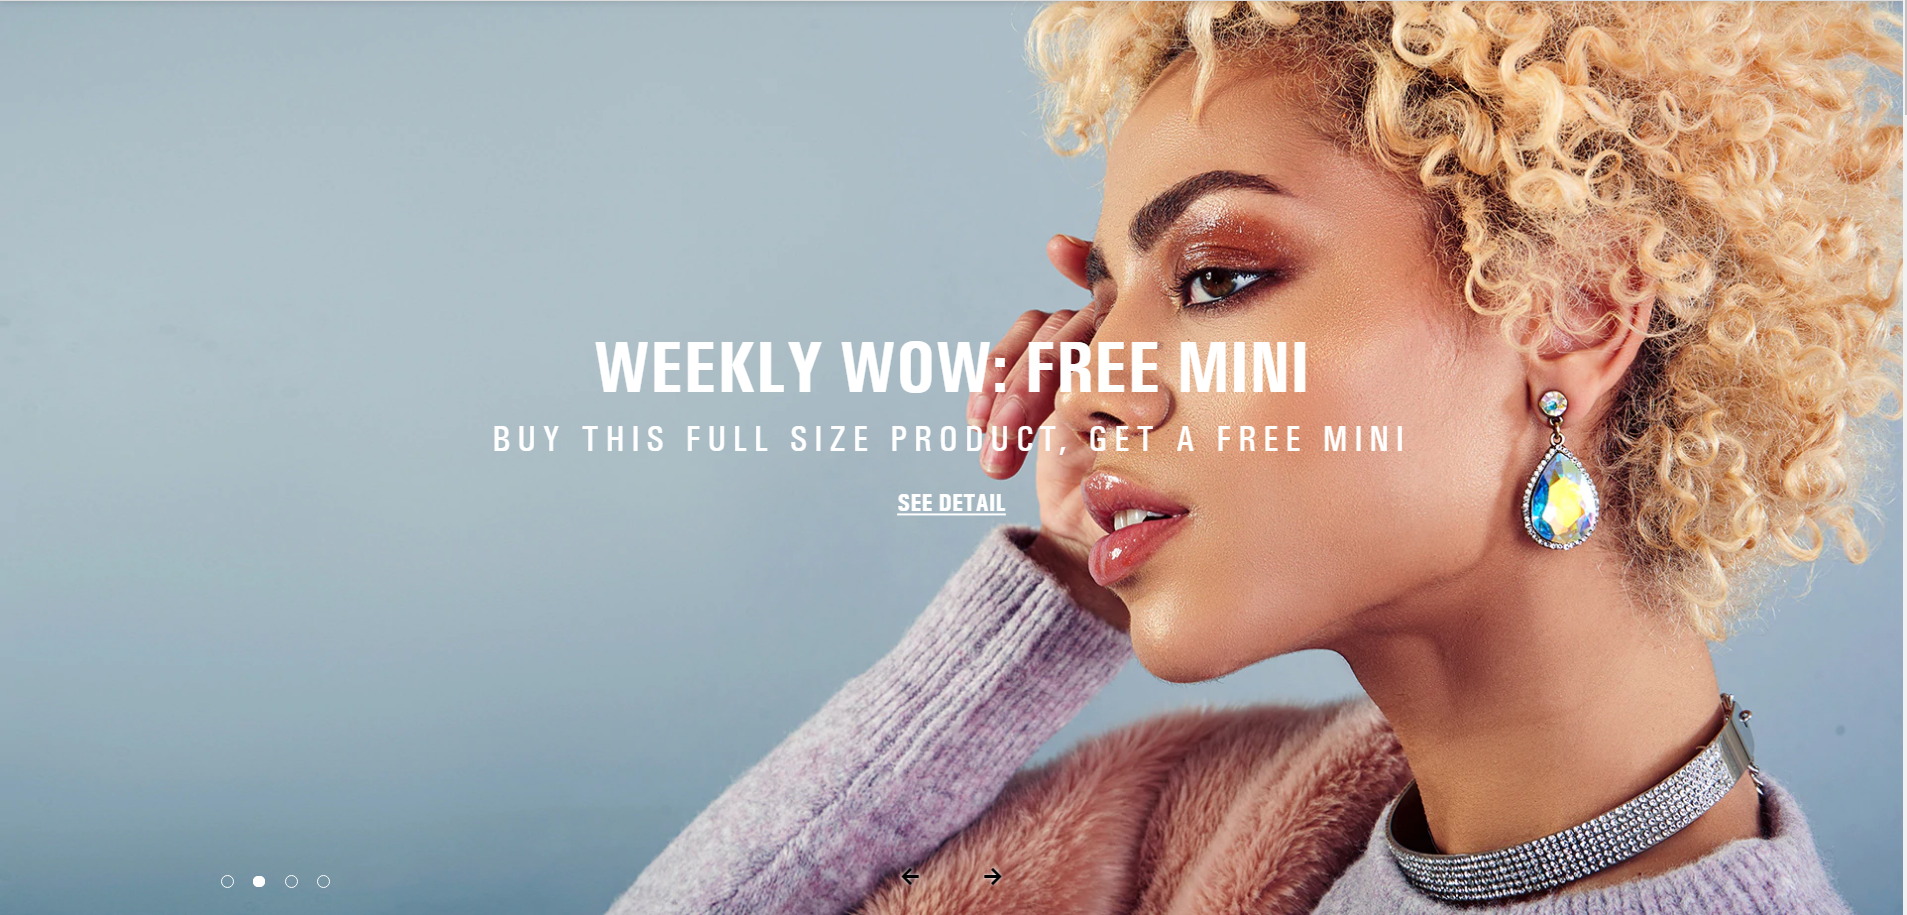 WEEKLY WOW: FREE MINI
BUY THIS FULL SIZE PRODUCT, GET A FREE MINI
SEE DETAIL